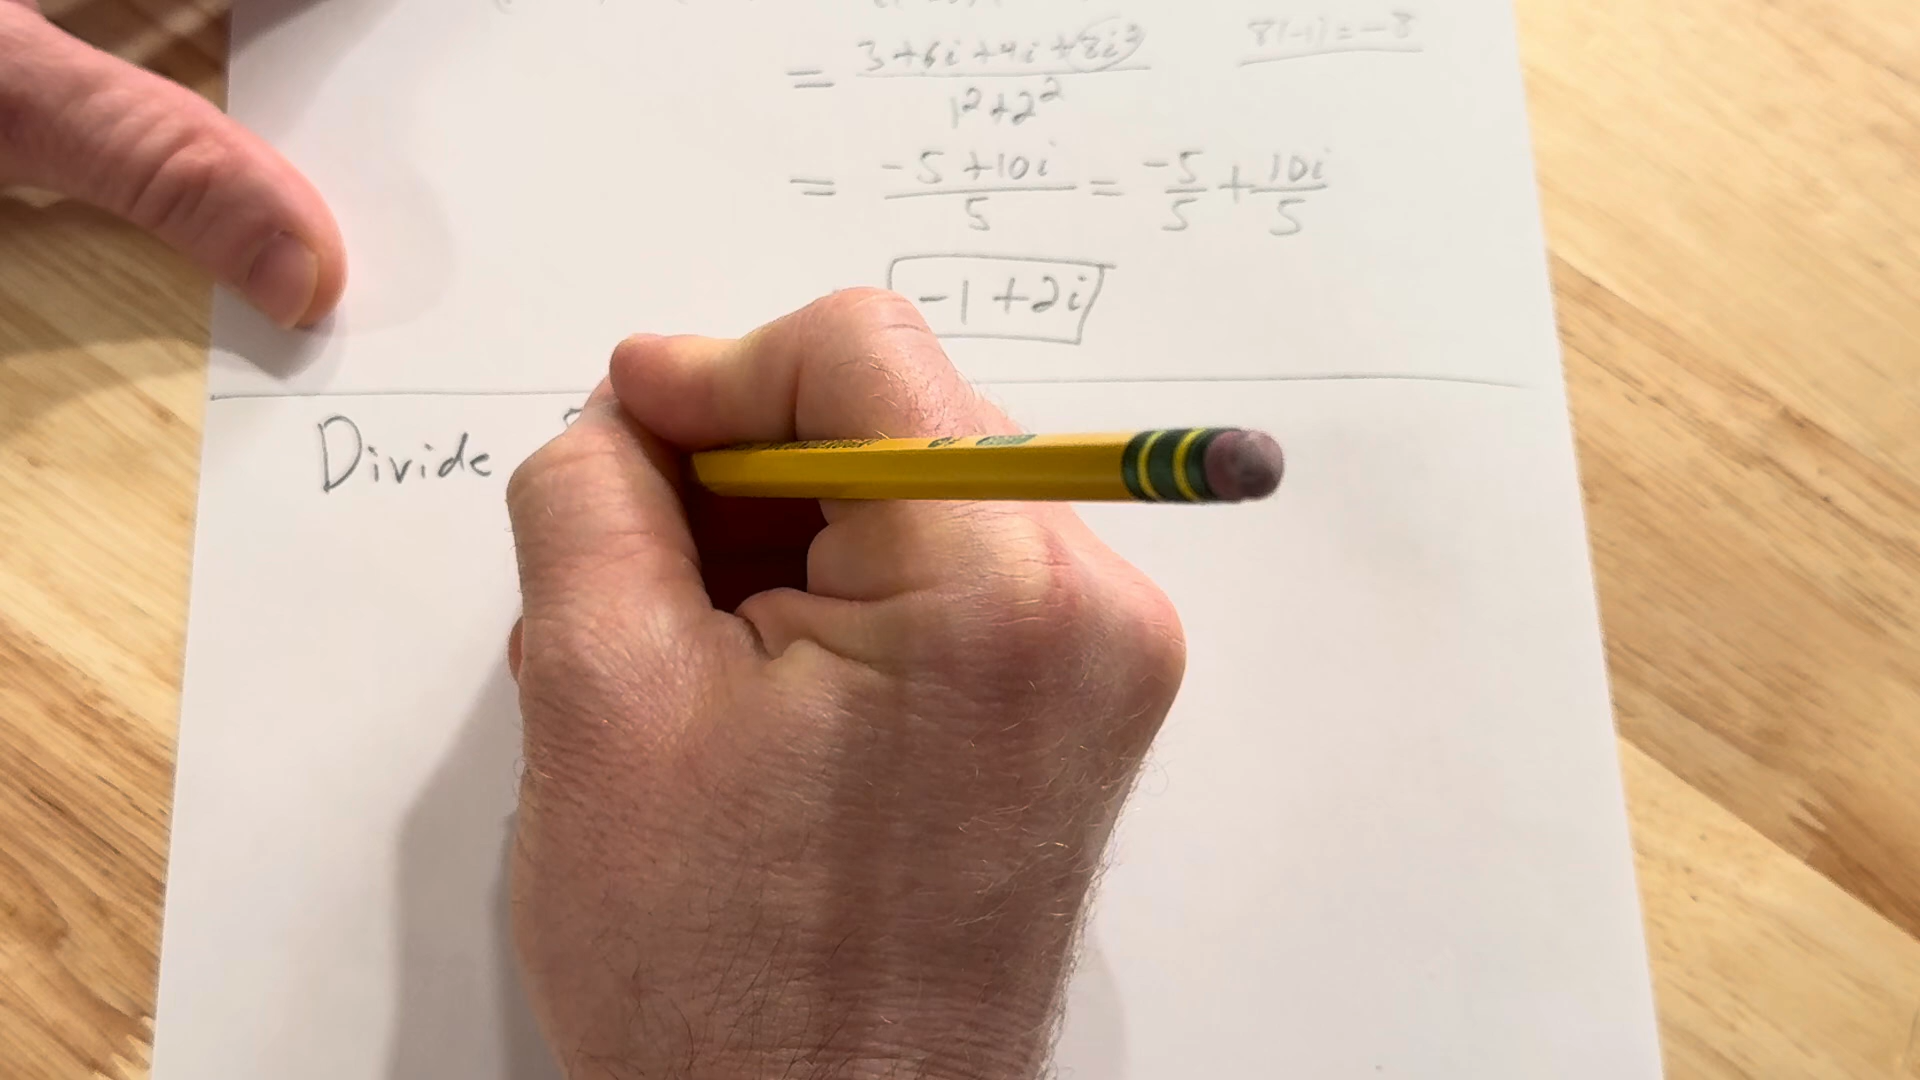 8(-1)=-8
= 3+6i+4i+8i²/1²+2²
= -5+10i/5 = -5/5 + 10i/5
-1+2i
Divide